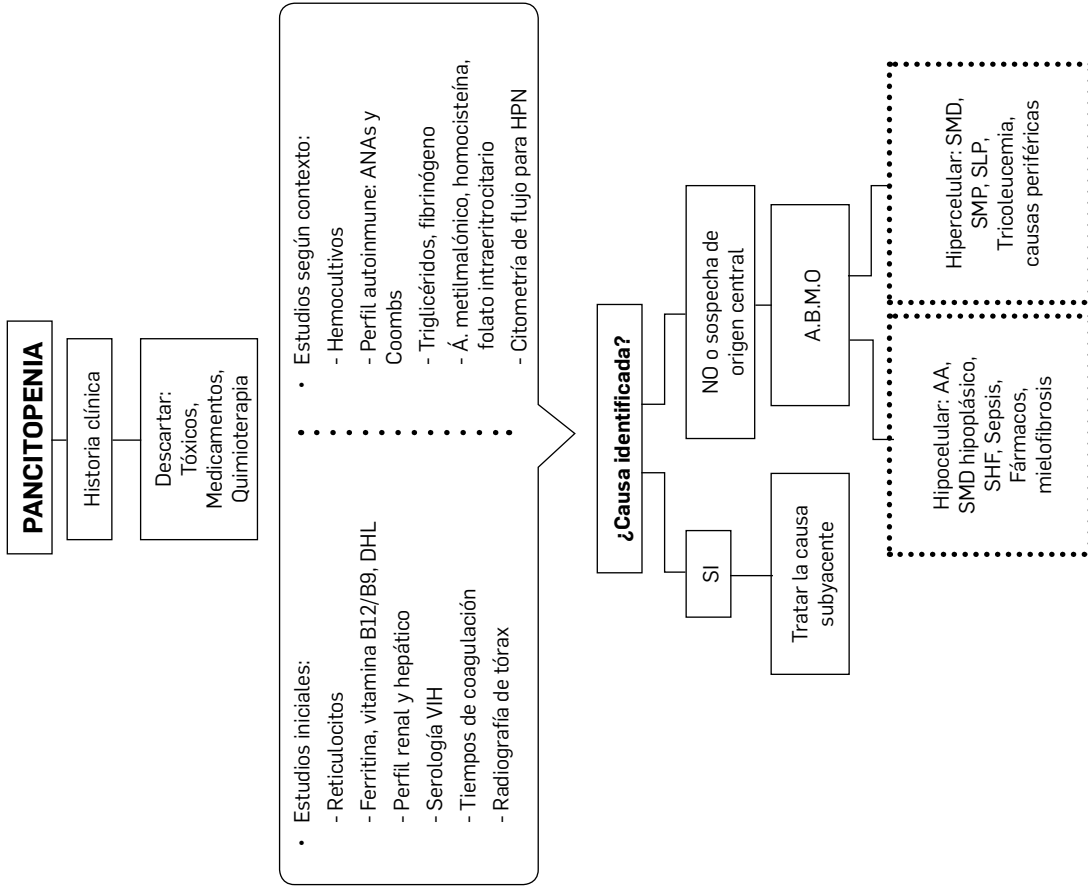 PANCITOPENIA
Historia clínica
Descartar:
Tóxicos,
Medicamentos,
Quimioterapia
• Estudios iniciales:
- Reticulocitos
- Ferritina, vitamina B12/B9, DHL
- Perfil renal y hepático
- Serología VIH
- Tiempos de coagulación
- Radiografía de tórax
• Estudios según contexto:
- Hemocultivos
- Perfil autoinmune: ANAs y
Coombs
- Triglicéridos, fibrinógeno
- Á. metilmalónico, homocisteína,
folato intraeritrocitario
- Citometría de flujo para HPN
¿Causa identificada?
SI
Tratar la causa
subyacente
NO o sospecha de
origen central
A.B.M.O
Hipocelular: AA,
SMD hipoplásico,
SHF, Sepsis,
Fármacos,
mielofibrosis
Hipercelular: SMD,
SMP, SLP,
Tricoleucemia,
causas periféricas